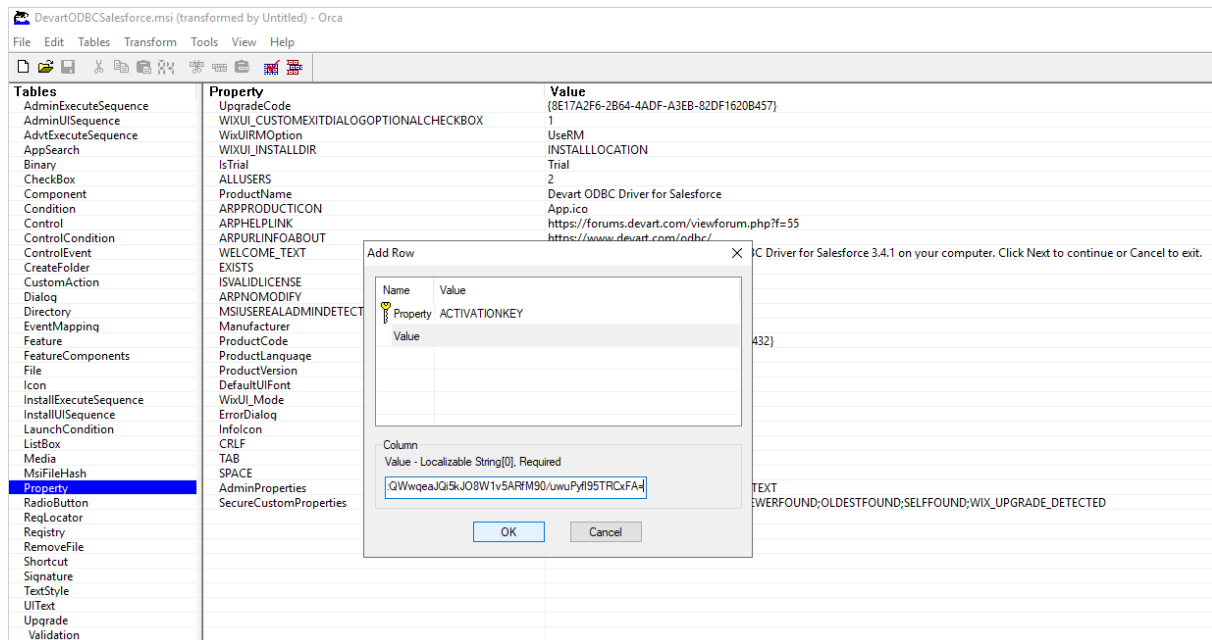 DevartODBCSalesforce.msi (transformed by Untitled) - Orca
File Edit Tables Transform Tools View Help
Tables Property Value
AdminExecuteSequence UpgradeCode {8E17A2F6-2B64-4ADF-A3EB-82DF1620B457}
AdminUISequence WIXUI_CUSTOMEXITDIALOGOPTIONALCHECKBOX 1
AdvtExecuteSequence WixUIRMOption UseRM
AppSearch WIXUI_INSTALLDIR INSTALLLOCATION
Binary IsTrial Trial
CheckBox ALLUSERS 2
Component ProductName Devart ODBC Driver for Salesforce
Condition ARPPRODUCTICON App.ico
Control ARPHELPLINK https://forums.devart.com/viewforum.php?f=55
ControlCondition ARPURLINFOABOUT https://www.devart.com/odbc/
ControlEvent WELCOME_TEXT BC Driver for Salesforce 3.4.1 on your computer. Click Next to continue or Cancel to exit.
CreateFolder EXISTS
CustomAction ISVALIDLICENSE
Dialog ARPNOMODIFY
Directory MSIUSEREALADMINDETECT
EventMapping Manufacturer
Feature ProductCode 432}
FeatureComponents ProductLanguage
File ProductVersion
Icon DefaultUIFont
InstallExecuteSequence WixUI_Mode
InstallUISequence ErrorDialog
LaunchCondition InfoIcon
ListBox CRLF
Media TAB
MsiFileHash SPACE
Property AdminProperties TEXT
RadioButton SecureCustomProperties EWERFOUND;OLDESTFOUND;SELFFOUND;WIX_UPGRADE_DETECTED
ReqLocator
Registry
RemoveFile
Shortcut
Signature
TextStyle
UIText
Upgrade
_Validation
Add Row
Name Value
Property ACTIVATIONKEY
Value
Column
Value - Localizable String[0], Required
:QWwqeaJQi5kJO8W1v5ARfM90/uwuPyfI95TRCxFA=
OK Cancel